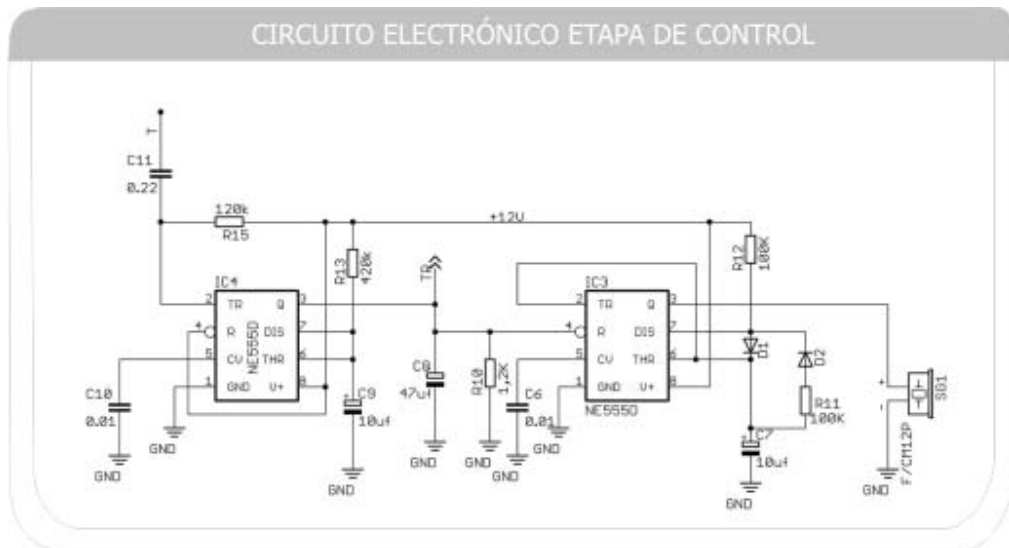 CIRCUITO ELECTRÓNICO ETAPA DE CONTROL
T
C11
0.22
120k
R15
+12V
R13
420k
TR
R12
100K
IC4
2 TR Q 3
4 R DIS 7
5 CV THR 6
1 GND V+ 8
NE555D
IC3
2 TR Q 3
4 R DIS 7
5 CV THR 6
1 GND V+ 8
NE555D
D1
D2
C10
0.01
C9
10uf
C8
47uf
R10
1,2K
C6
0.01
R11
100K
C7
10uf
+
-
SG1
F/CM12P
GND
GND
GND
GND
GND
GND
GND
GND
GND